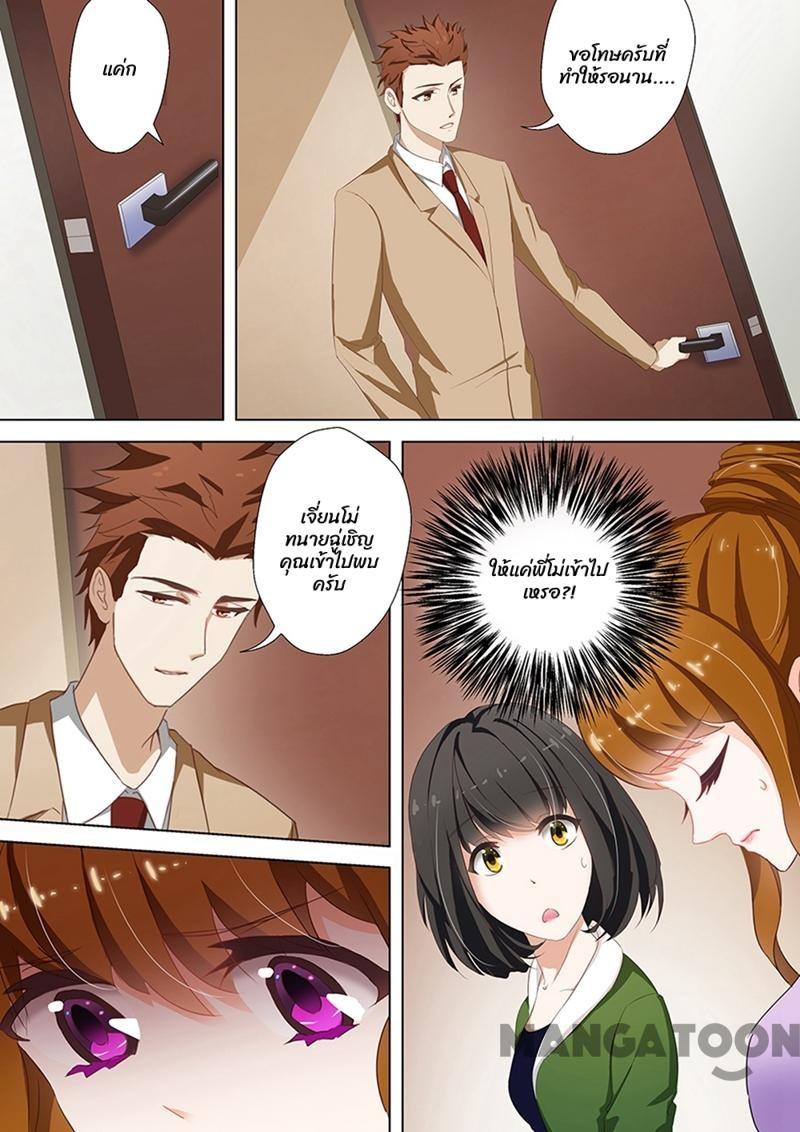 แค่ก
ขอโทษครับที่
ทำให้รอนาน....
เจี่ยนโม่
ทนายฉู่เชิญ
คุณเข้าไปพบ
ครับ
ให้แค่พี่โม่เข้าไป
เหรอ?!
MANGATOON